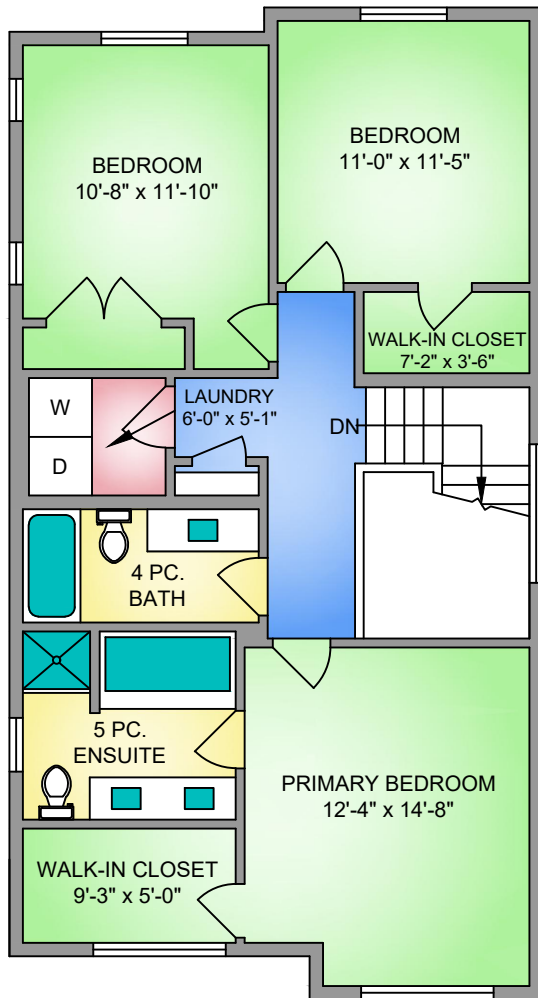 BEDROOM
10'-8" x 11'-10"
BEDROOM
11'-0" x 11'-5"
WALK-IN CLOSET
7'-2" x 3'-6"
W
D
LAUNDRY
6'-0" x 5'-1"
DN
4 PC.
BATH
5 PC.
ENSUITE
PRIMARY BEDROOM
12'-4" x 14'-8"
WALK-IN CLOSET
9'-3" x 5'-0"